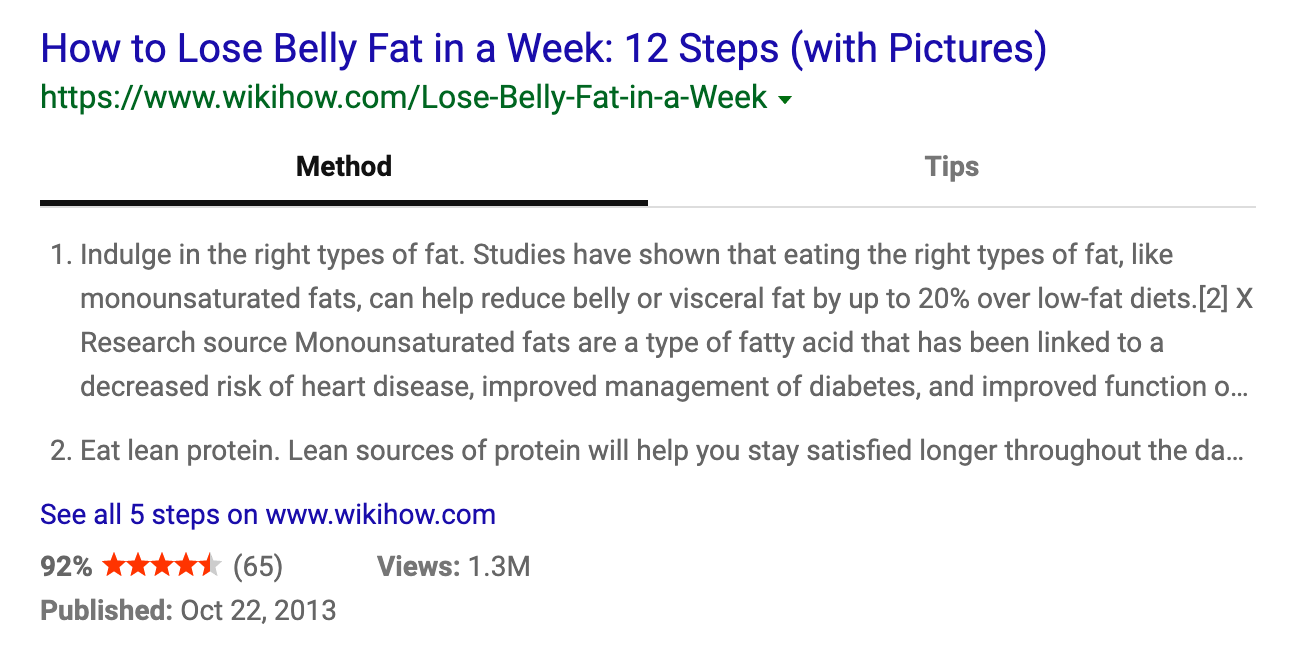 How to Lose Belly Fat in a Week: 12 Steps (with Pictures)
https://www.wikihow.com/Lose-Belly-Fat-in-a-Week
Method Tips
1. Indulge in the right types of fat. Studies have shown that eating the right types of fat, like
monounsaturated fats, can help reduce belly or visceral fat by up to 20% over low-fat diets.[2] X
Research source Monounsaturated fats are a type of fatty acid that has been linked to a
decreased risk of heart disease, improved management of diabetes, and improved function o...
2. Eat lean protein. Lean sources of protein will help you stay satisfied longer throughout the da...
See all 5 steps on www.wikihow.com
92% (65) Views: 1.3M
Published: Oct 22, 2013